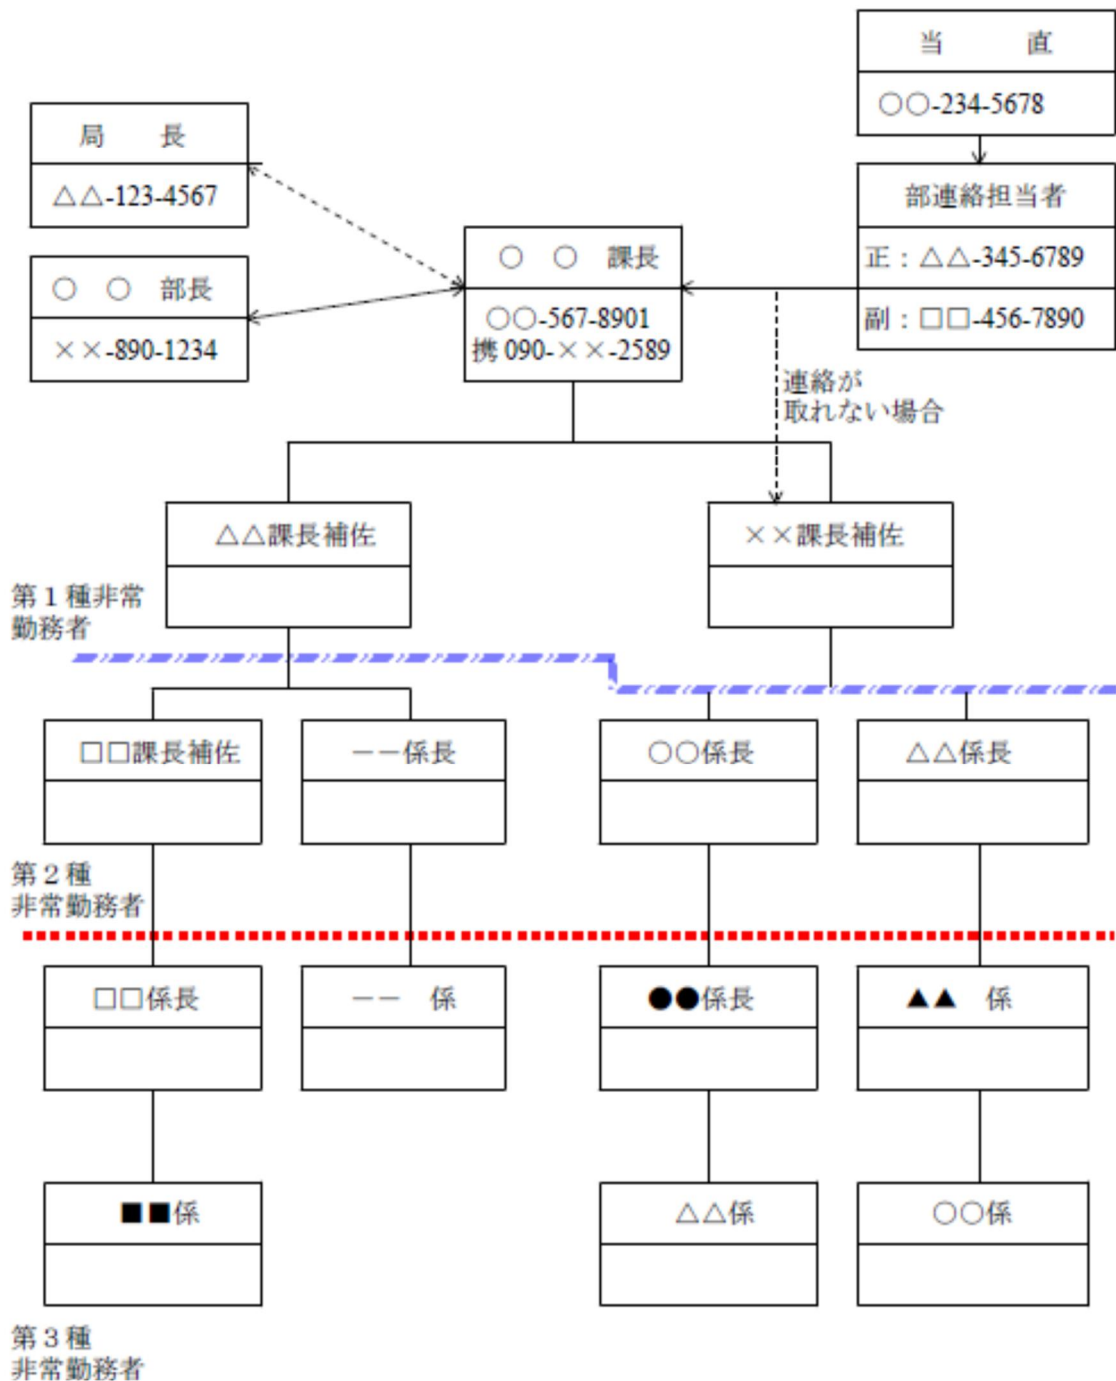 当　　直
○○-234-5678
局　長
△△-123-4567
部連絡担当者
正：△△-345-6789
副：□□-456-7890
○　○　課長
○○-567-8901
携 090-××-2589
○　○　部長
××-890-1234
連絡が
取れない場合
△△課長補佐
××課長補佐
第１種非常
勤務者
□□課長補佐
－－係長
○○係長
△△係長
第２種
非常勤務者
□□係長
－－　係
●●係長
▲▲　係
■■係
△△係
○○係
第３種
非常勤務者